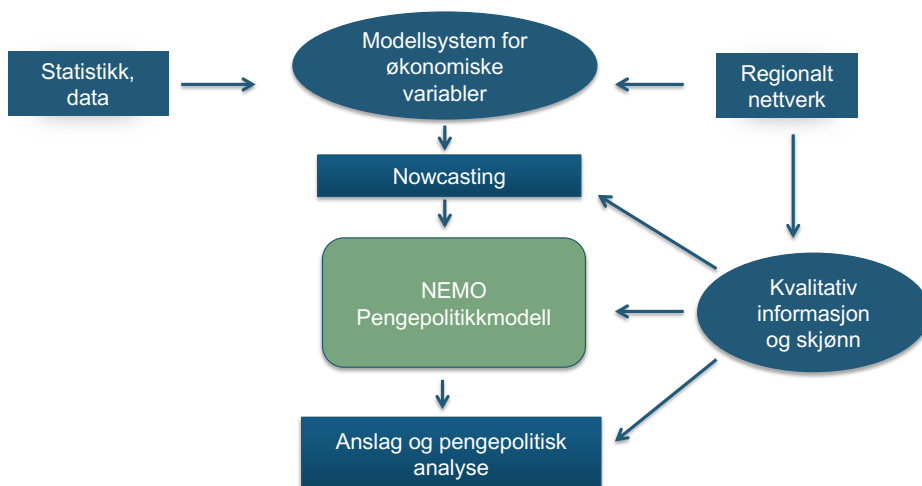 Modellsystem for
økonomiske
variabler
Statistikk,
data
Regionalt
nettverk
Nowcasting
NEMO
Pengepolitikkmodell
Kvalitativ
informasjon
og skjønn
Anslag og pengepolitisk
analyse